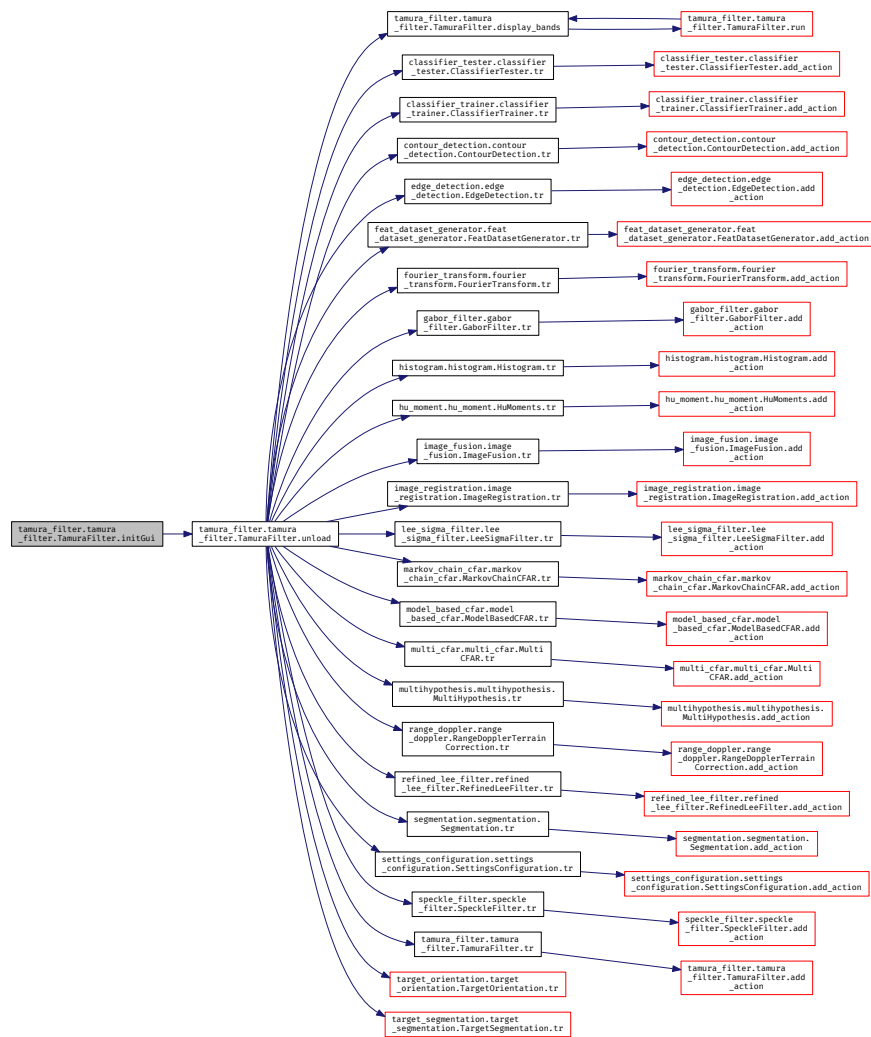 tamura_filter.tamura
_filter.TamuraFilter.display_bands
tamura_filter.tamura
_filter.TamuraFilter.run
classifier_tester.classifier
_tester.ClassifierTester.tr
classifier_tester.classifier
_tester.ClassifierTester.add_action
classifier_trainer.classifier
_trainer.ClassifierTrainer.tr
classifier_trainer.classifier
_trainer.ClassifierTrainer.add_action
contour_detection.contour
_detection.ContourDetection.tr
contour_detection.contour
_detection.ContourDetection.add_action
edge_detection.edge
_detection.EdgeDetection.tr
edge_detection.edge
_detection.EdgeDetection.add
_action
feat_dataset_generator.feat
_dataset_generator.FeatDatasetGenerator.tr
feat_dataset_generator.feat
_dataset_generator.FeatDatasetGenerator.add_action
fourier_transform.fourier
_transform.FourierTransform.tr
fourier_transform.fourier
_transform.FourierTransform.add_action
gabor_filter.gabor
_filter.GaborFilter.tr
gabor_filter.gabor
_filter.GaborFilter.add
_action
histogram.histogram.Histogram.tr
histogram.histogram.Histogram.add
_action
hu_moment.hu_moment.HuMoments.tr
hu_moment.hu_moment.HuMoments.add
_action
image_fusion.image
_fusion.ImageFusion.tr
image_fusion.image
_fusion.ImageFusion.add
_action
image_registration.image
_registration.ImageRegistration.tr
image_registration.image
_registration.ImageRegistration.add_action
tamura_filter.tamura
_filter.TamuraFilter.initGui
tamura_filter.tamura
_filter.TamuraFilter.unload
lee_sigma_filter.lee
_sigma_filter.LeeSigmaFilter.tr
lee_sigma_filter.lee
_sigma_filter.LeeSigmaFilter.add
_action
markov_chain_cfar.markov
_chain_cfar.MarkovChainCFAR.tr
markov_chain_cfar.markov
_chain_cfar.MarkovChainCFAR.add_action
model_based_cfar.model
_based_cfar.ModelBasedCFAR.tr
model_based_cfar.model
_based_cfar.ModelBasedCFAR.add
_action
multi_cfar.multi_cfar.Multi
CFAR.tr
multi_cfar.multi_cfar.Multi
CFAR.add_action
multihypothesis.multihypothesis.
MultiHypothesis.tr
multihypothesis.multihypothesis.
MultiHypothesis.add_action
range_doppler.range
_doppler.RangeDopplerTerrain
Correction.tr
range_doppler.range
_doppler.RangeDopplerTerrain
Correction.add_action
refined_lee_filter.refined
_lee_filter.RefinedLeeFilter.tr
refined_lee_filter.refined
_lee_filter.RefinedLeeFilter.add_action
segmentation.segmentation.
Segmentation.tr
segmentation.segmentation.
Segmentation.add_action
settings_configuration.settings
_configuration.SettingsConfiguration.tr
settings_configuration.settings
_configuration.SettingsConfiguration.add_action
speckle_filter.speckle
_filter.SpeckleFilter.tr
speckle_filter.speckle
_filter.SpeckleFilter.add
_action
tamura_filter.tamura
_filter.TamuraFilter.tr
tamura_filter.tamura
_filter.TamuraFilter.add
_action
target_orientation.target
_orientation.TargetOrientation.tr
target_segmentation.target
_segmentation.TargetSegmentation.tr